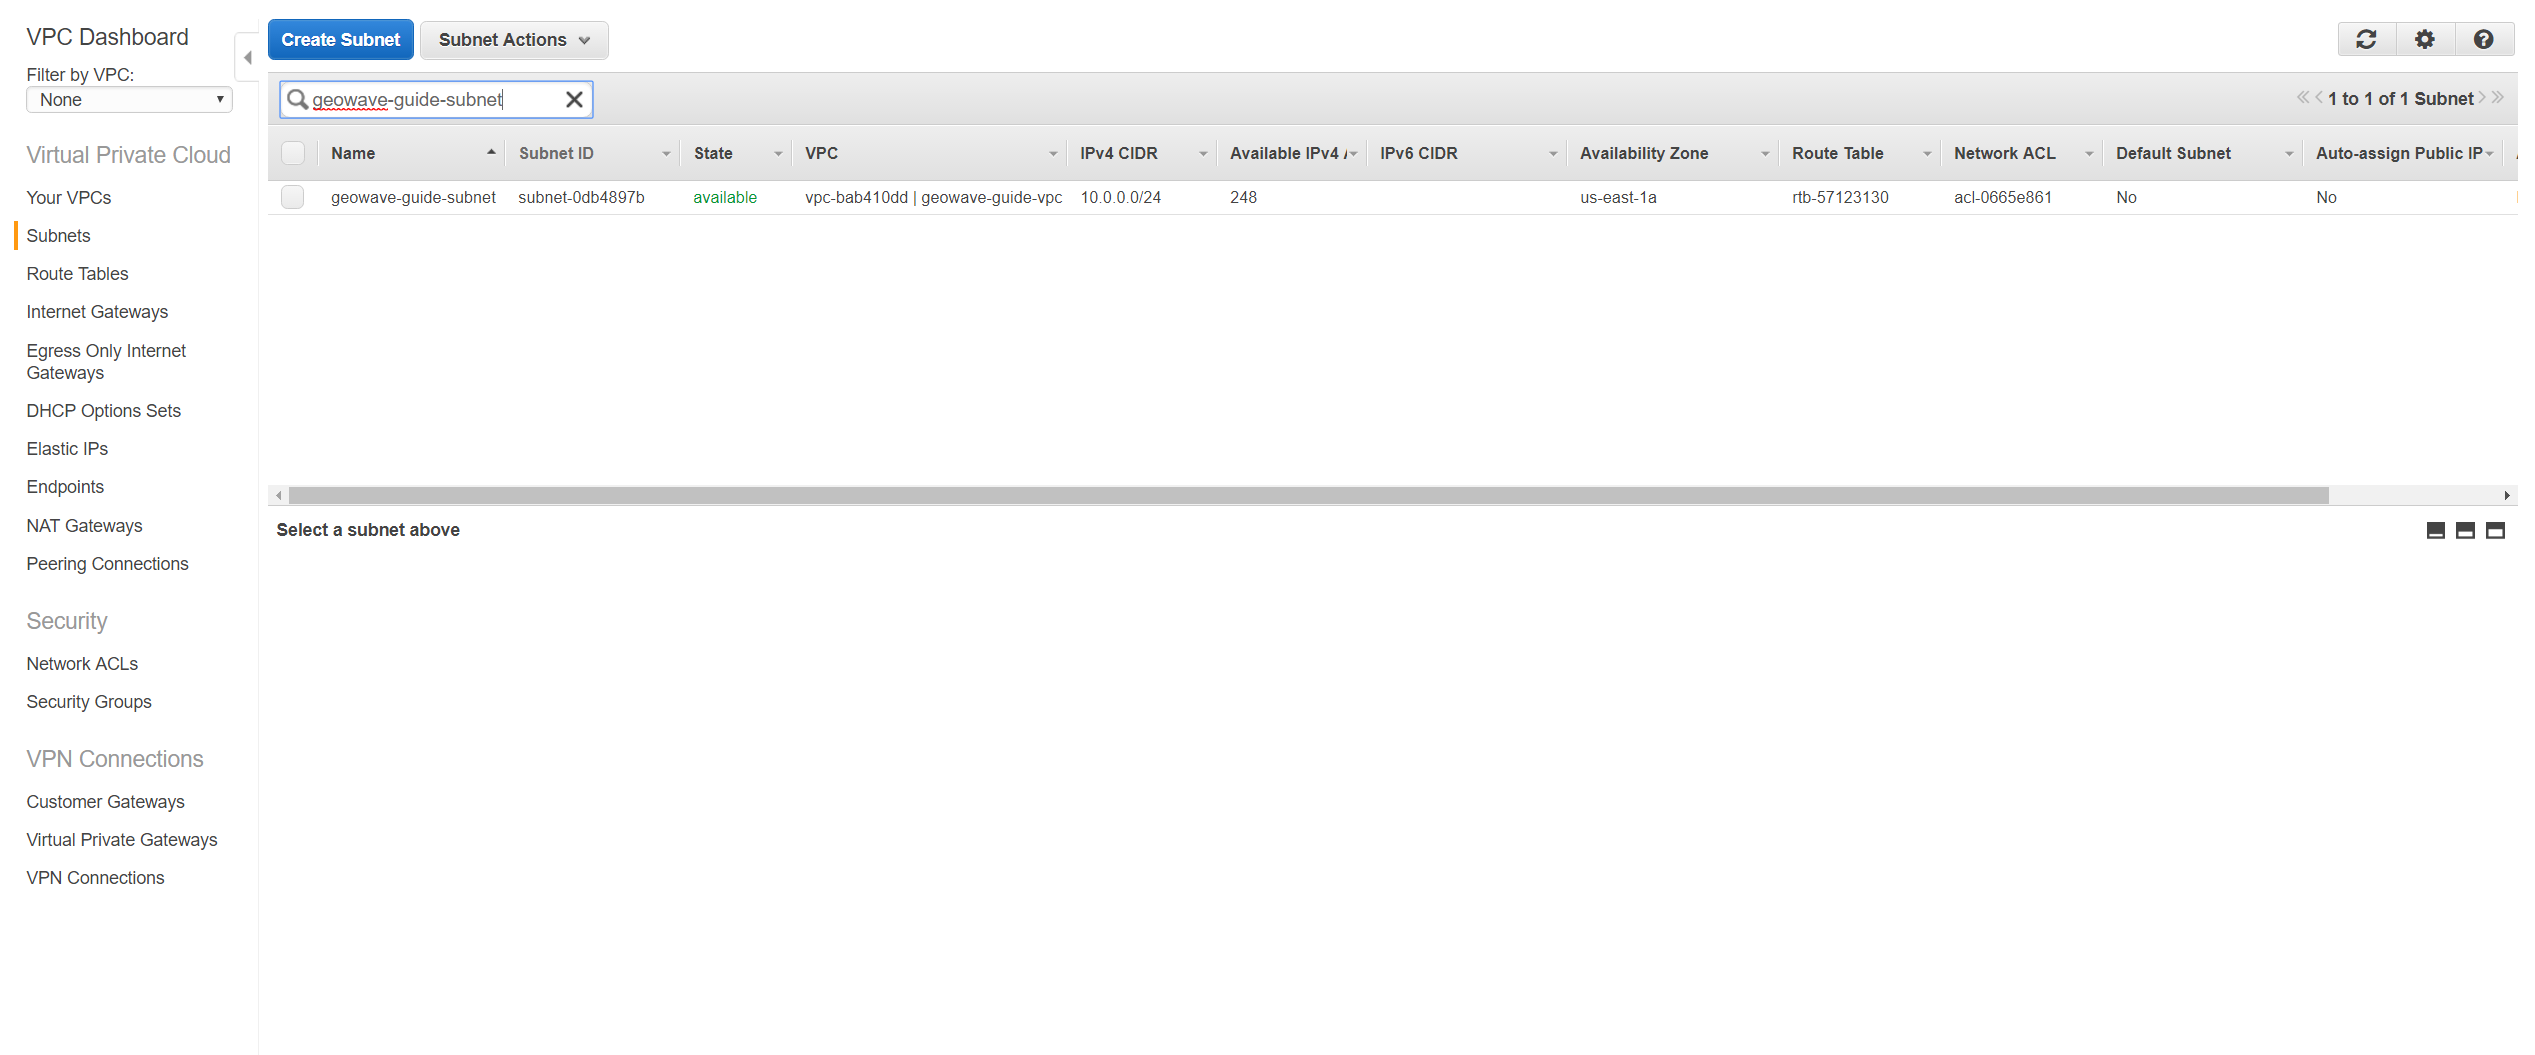 VPC Dashboard
Filter by VPC:
None
Virtual Private Cloud
Your VPCs
Subnets
Route Tables
Internet Gateways
Egress Only Internet
Gateways
DHCP Options Sets
Elastic IPs
Endpoints
NAT Gateways
Peering Connections
Security
Network ACLs
Security Groups
VPN Connections
Customer Gateways
Virtual Private Gateways
VPN Connections
Create Subnet Subnet Actions
geowave-guide-subnet 1 to 1 of 1 Subnet
Name Subnet ID State VPC IPv4 CIDR Available IPv4 IPv6 CIDR Availability Zone Route Table Network ACL Default Subnet Auto-assign Public IP
geowave-guide-subnet subnet-0db4897b available vpc-bab410dd | geowave-guide-vpc 10.0.0.0/24 248 us-east-1a rtb-57123130 acl-0665e861 No No
Select a subnet above